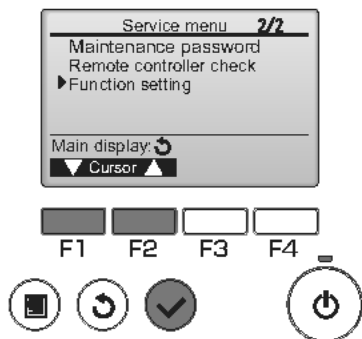 Service menu 2/2
Maintenance password
Remote controller check
Function setting
Main display:
Cursor
F1 F2 F3 F4